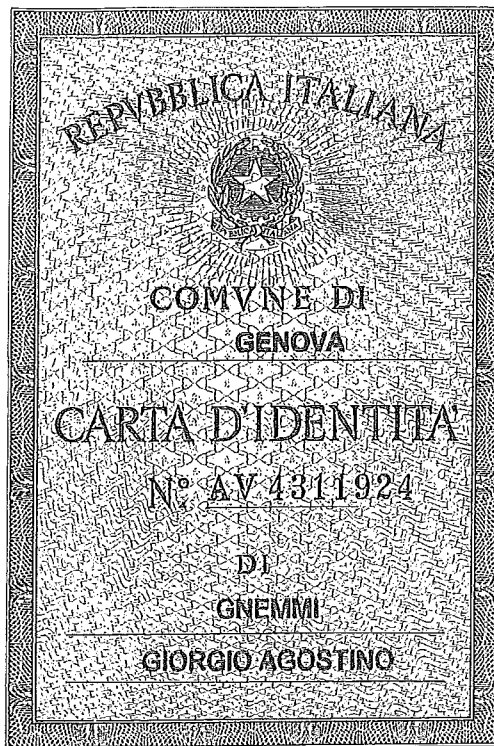 REPVBBLICA ITALIANA
COMVNE DI
GENOVA
CARTA D'IDENTITA'
N° AV 4311924
DI
GNEMMI
GIORGIO AGOSTINO